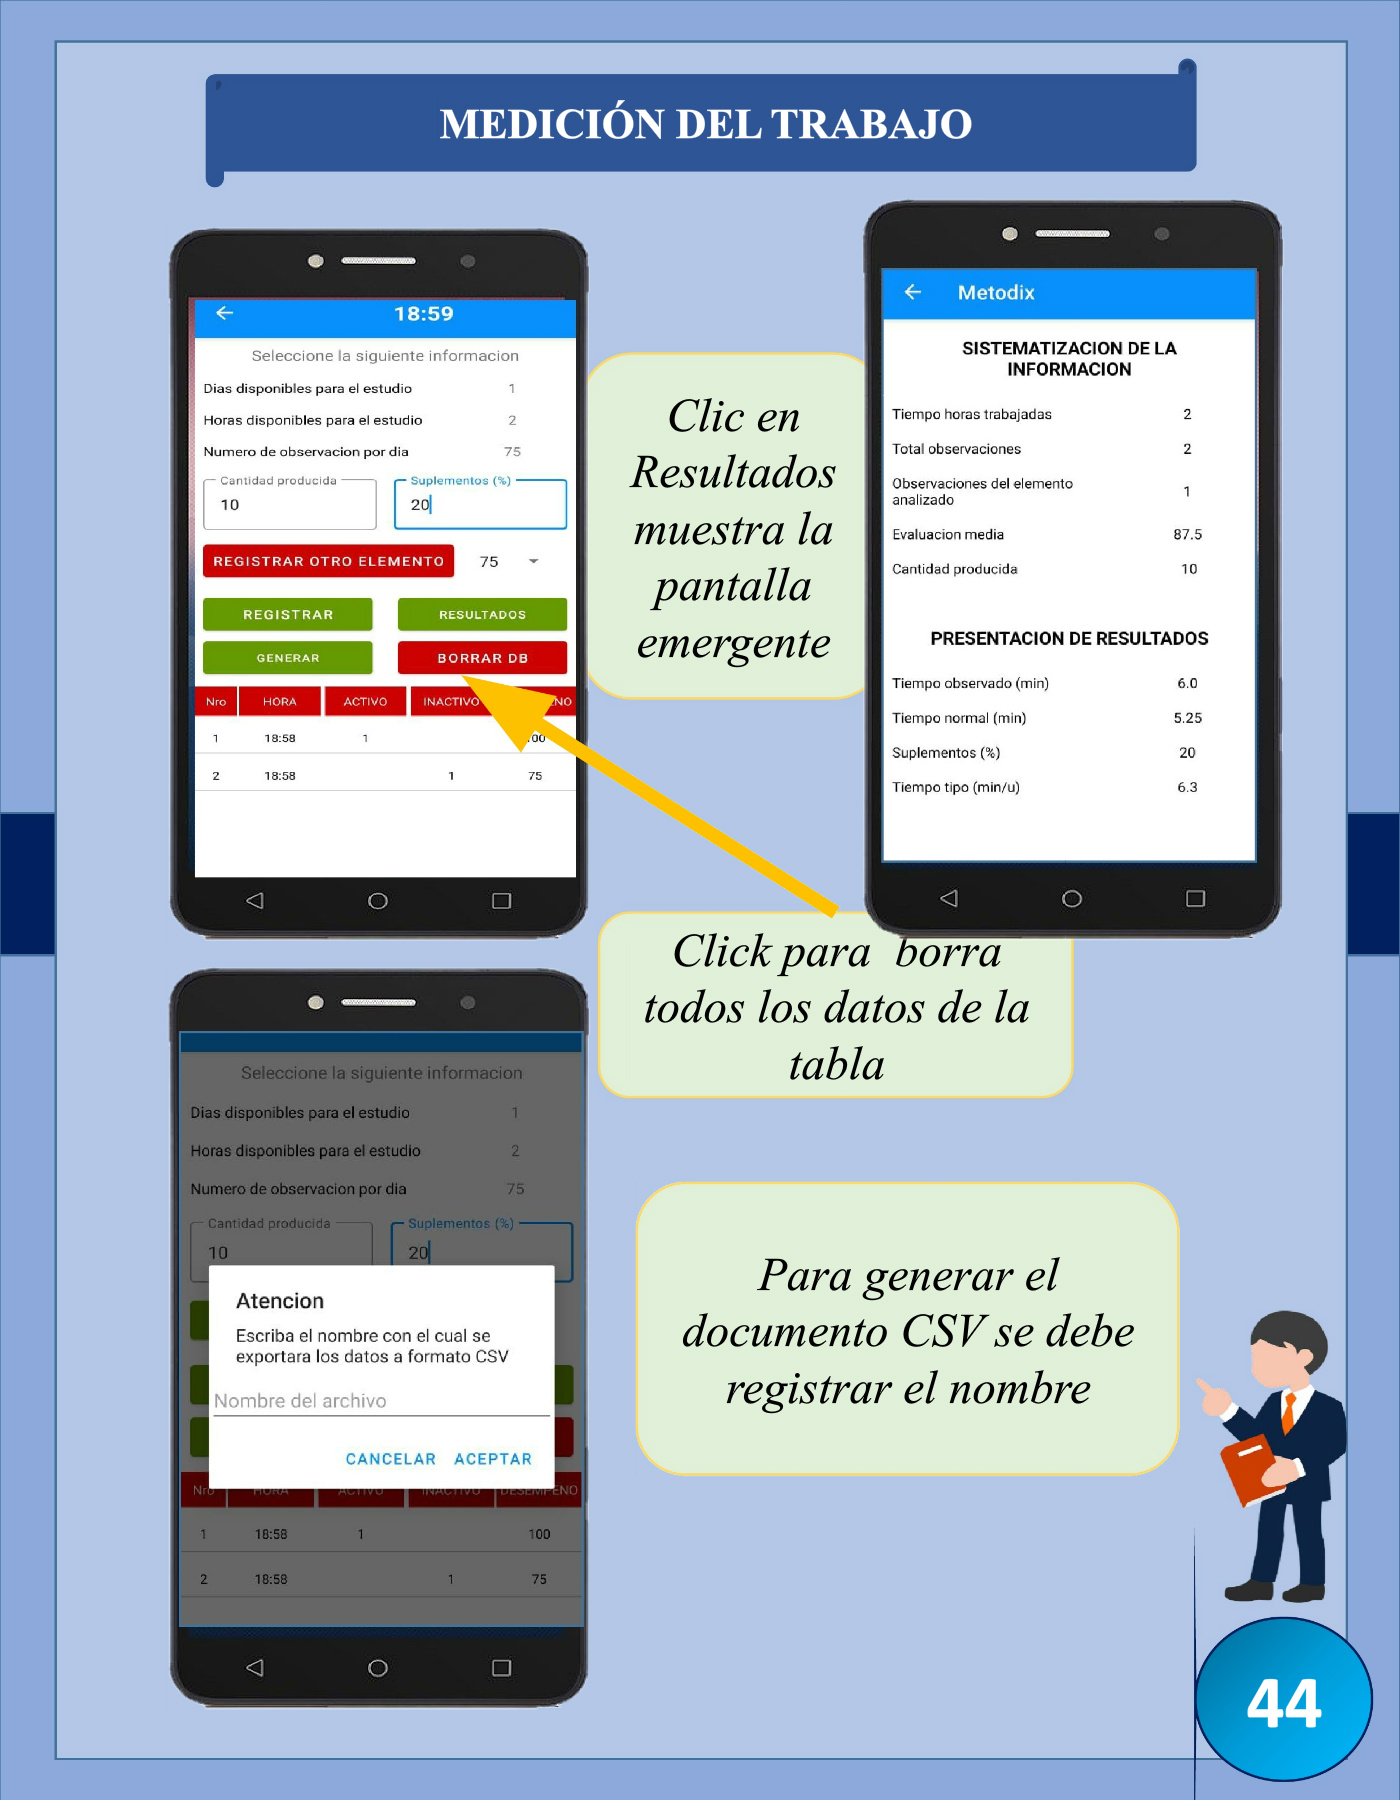 MEDICIÓN DEL TRABAJO
18:59
Seleccione la siguiente informacion
Dias disponibles para el estudio 1
Horas disponibles para el estudio 2
Numero de observacion por dia 75
Cantidad producida Suplementos (%)
10 20
REGISTRAR OTRO ELEMENTO 75
REGISTRAR RESULTADOS
GENERAR BORRAR DB
Nro HORA ACTIVO INACTIVO NO
1 18:58 1 00
2 18:58 1 75
Clic en
Resultados
muestra la
pantalla
emergente
Metodix
SISTEMATIZACION DE LA
INFORMACION
Tiempo horas trabajadas 2
Total observaciones 2
Observaciones del elemento
analizado 1
Evaluacion media 87.5
Cantidad producida 10
PRESENTACION DE RESULTADOS
Tiempo observado (min) 6.0
Tiempo normal (min) 5.25
Suplementos (%) 20
Tiempo tipo (min/u) 6.3
Click para borra
todos los datos de la
tabla
Seleccione la siguiente informacion
Dias disponibles para el estudio 1
Horas disponibles para el estudio 2
Numero de observacion por dia 75
Cantidad producida Suplementos (%)
10 20
Atencion
Escriba el nombre con el cual se
exportara los datos a formato CSV
Nombre del archivo
CANCELAR ACEPTAR
Nro HORA ACTIVO INACTIVO DESEMPENO
1 18:58 1 100
2 18:58 1 75
Para generar el
documento CSV se debe
registrar el nombre
44